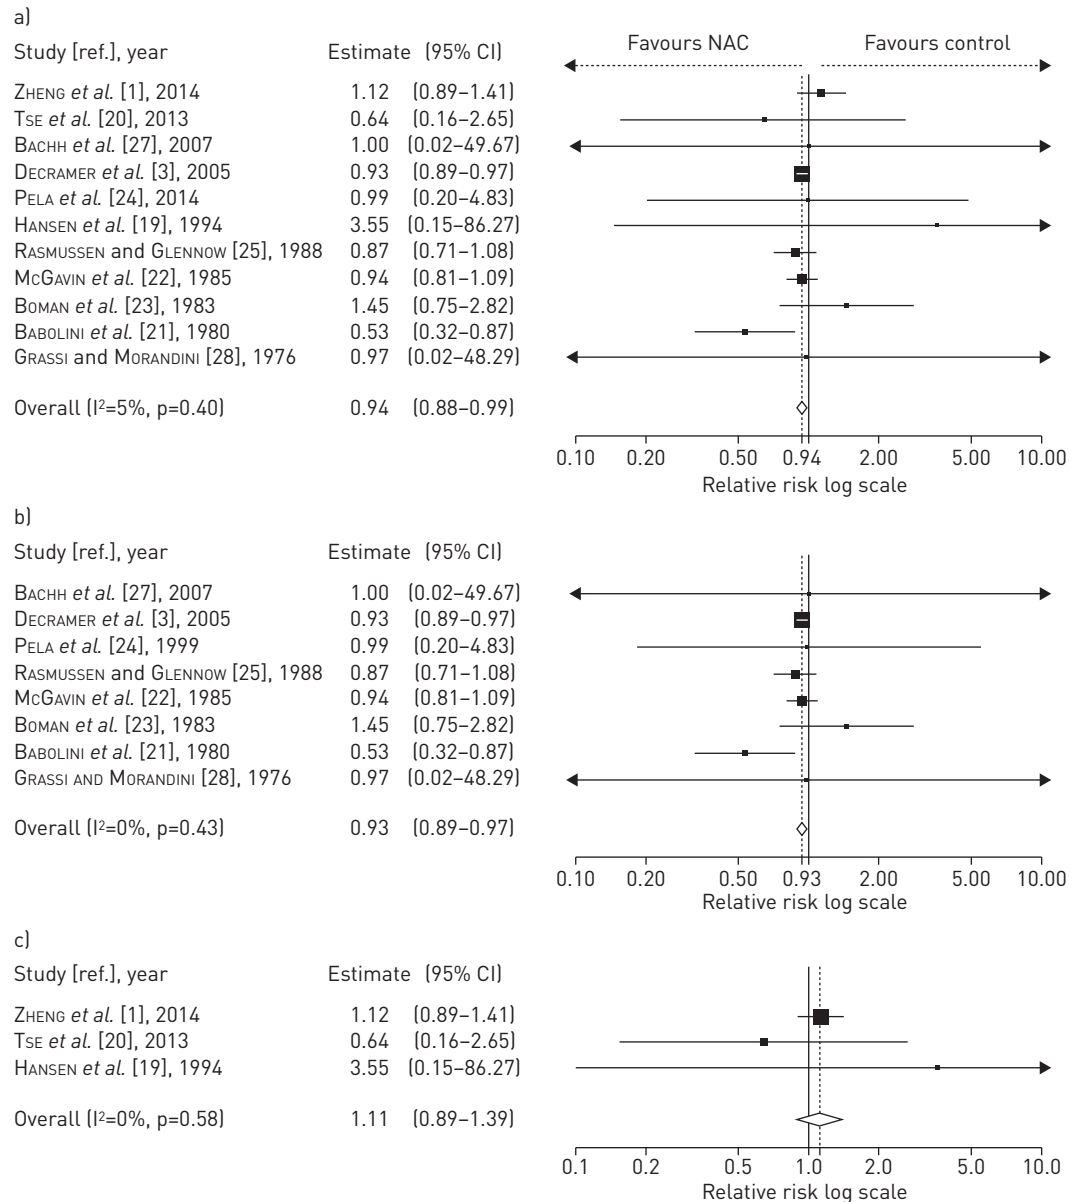 a)
Study [ref.], year Estimate (95% CI) Favours NAC Favours control
Zheng et al. [1], 2014 1.12 (0.89–1.41)
Tse et al. [20], 2013 0.64 (0.16–2.65)
Bachh et al. [27], 2007 1.00 (0.02–49.67)
Decramer et al. [3], 2005 0.93 (0.89–0.97)
Pela et al. [24], 2014 0.99 (0.20–4.83)
Hansen et al. [19], 1994 3.55 (0.15–86.27)
Rasmussen and Glennow [25], 1988 0.87 (0.71–1.08)
McGavin et al. [22], 1985 0.94 (0.81–1.09)
Boman et al. [23], 1983 1.45 (0.75–2.82)
Babolini et al. [21], 1980 0.53 (0.32–0.87)
Grassi and Morandini [28], 1976 0.97 (0.02–48.29)
Overall (I²=5%, p=0.40) 0.94 (0.88–0.99)
0.10 0.20 0.50 0.94 2.00 5.00 10.00
Relative risk log scale
b)
Study [ref.], year Estimate (95% CI)
Bachh et al. [27], 2007 1.00 (0.02–49.67)
Decramer et al. [3], 2005 0.93 (0.89–0.97)
Pela et al. [24], 1999 0.99 (0.20–4.83)
Rasmussen and Glennow [25], 1988 0.87 (0.71–1.08)
McGavin et al. [22], 1985 0.94 (0.81–1.09)
Boman et al. [23], 1983 1.45 (0.75–2.82)
Babolini et al. [21], 1980 0.53 (0.32–0.87)
Grassi and Morandini [28], 1976 0.97 (0.02–48.29)
Overall (I²=0%, p=0.43) 0.93 (0.89–0.97)
0.10 0.20 0.50 0.93 2.00 5.00 10.00
Relative risk log scale
c)
Study [ref.], year Estimate (95% CI)
Zheng et al. [1], 2014 1.12 (0.89–1.41)
Tse et al. [20], 2013 0.64 (0.16–2.65)
Hansen et al. [19], 1994 3.55 (0.15–86.27)
Overall (I²=0%, p=0.58) 1.11 (0.89–1.39)
0.1 0.2 0.5 1.0 2.0 5.0 10.0
Relative risk log scale